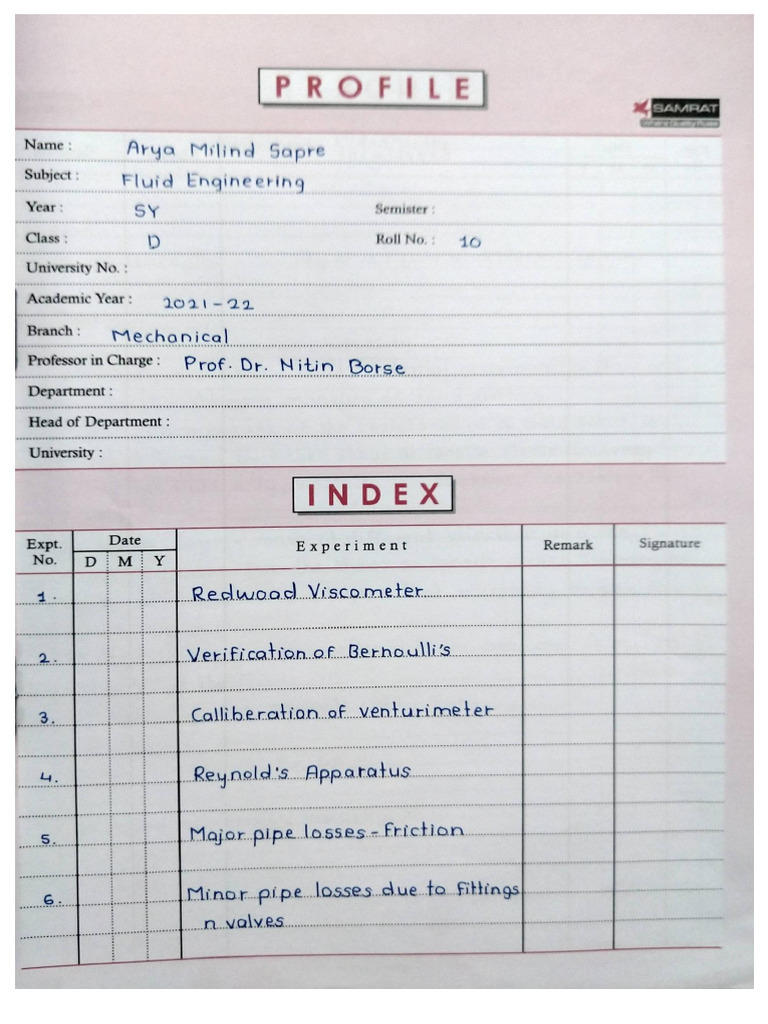 PROFILE
SAMRAT
Name : Arya Milind Sapre
Subject : Fluid Engineering
Year : SY Semister :
Class : D Roll No. : 10
University No. :
Academic Year : 2021-22
Branch : Mechanical
Professor in Charge : Prof. Dr. Nitin Borse
Department :
Head of Department :
University :
INDEX
Expt. No. Date D M Y Experiment Remark Signature
1. Redwood Viscometer
2. Verification of Bernoulli's
3. Calliberation of venturimeter
4. Reynold's Apparatus
5. Major pipe losses - Friction
6. Minor pipe losses due to fittings
n valves